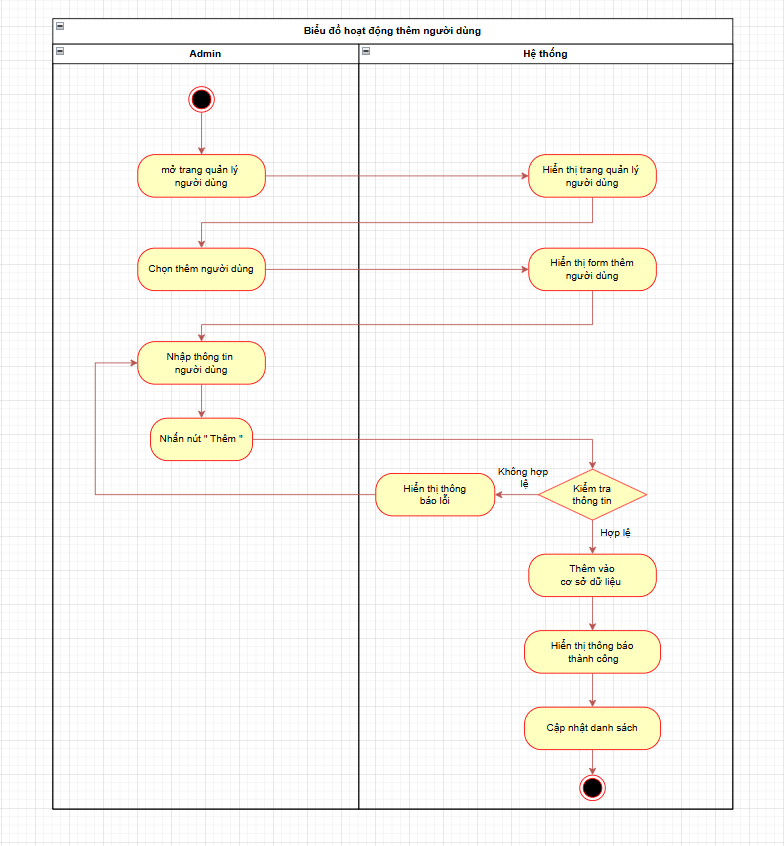 Biểu đồ hoạt động thêm người dùng
Admin
Hệ thống
mở trang quản lý
người dùng
Hiển thị trang quản lý
người dùng
Chọn thêm người dùng
Hiển thị form thêm
người dùng
Nhập thông tin
người dùng
Nhấn nút " Thêm "
Không hợp
lệ
Hiển thị thông
báo lỗi
Kiểm tra
thông tin
Hợp lệ
Thêm vào
cơ sở dữ liệu
Hiển thị thông báo
thành công
Cập nhật danh sách